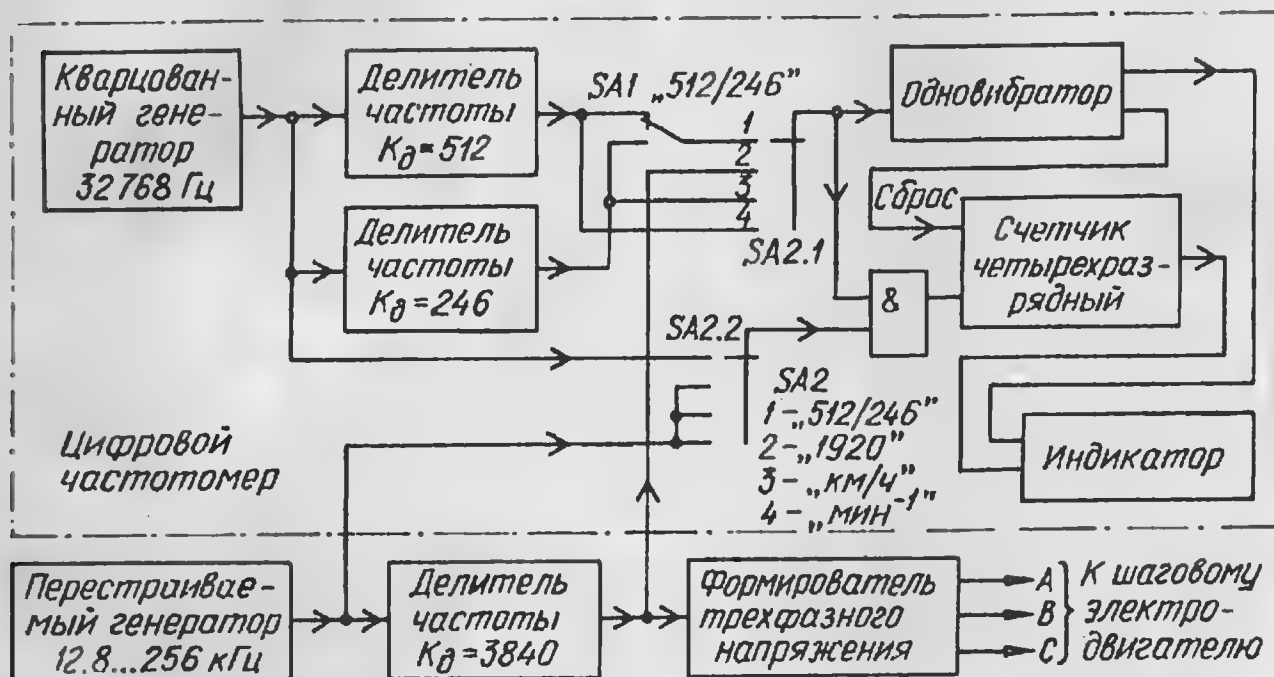 Кварцован-
ный гене-
ратор
32768 Гц
Делитель
частоты
Kд=512
SA1 „512/246”
1
2
3
4
SA2.1
Одновибратор
Сброс
Счетчик
четырехраз-
рядный
Делитель
частоты
Kд=246
&
SA2.2
SA2
1-„512/246”
2-„1920”
3-„км/ч”
4-„мин⁻¹”
Индикатор
Цифровой
частотомер
Перестраивае-
мый генератор
12.8...256 кГц
Делитель
частоты
Kд=3840
Формирователь
трехфазного
напряжения
A
B
C
К шаговому
электро-
двигателю